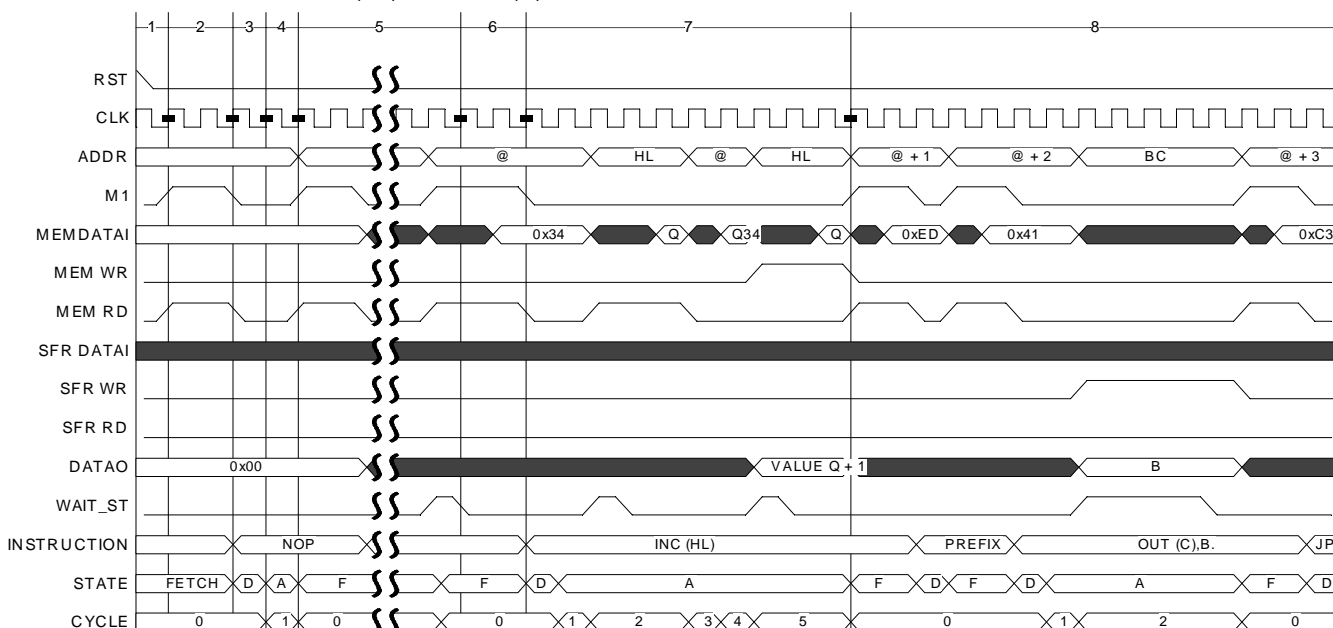 1 2 3 4 5 6 7 8
RST
CLK
ADDR @ HL @ HL @ + 1 @ + 2 BC @ + 3
M1
MEMDATAI 0x34 Q Q34 Q 0xED 0x41 0xC3
MEM WR
MEM RD
SFR DATAI
SFR WR
SFR RD
DATAO 0x00 VALUE Q + 1 B
WAIT_ST
INSTRUCTION NOP INC (HL) PREFIX OUT (C),B. JP
STATE FETCH D A F F D A F D F D A F D
CYCLE 0 1 0 0 1 2 3 4 5 0 1 2 0